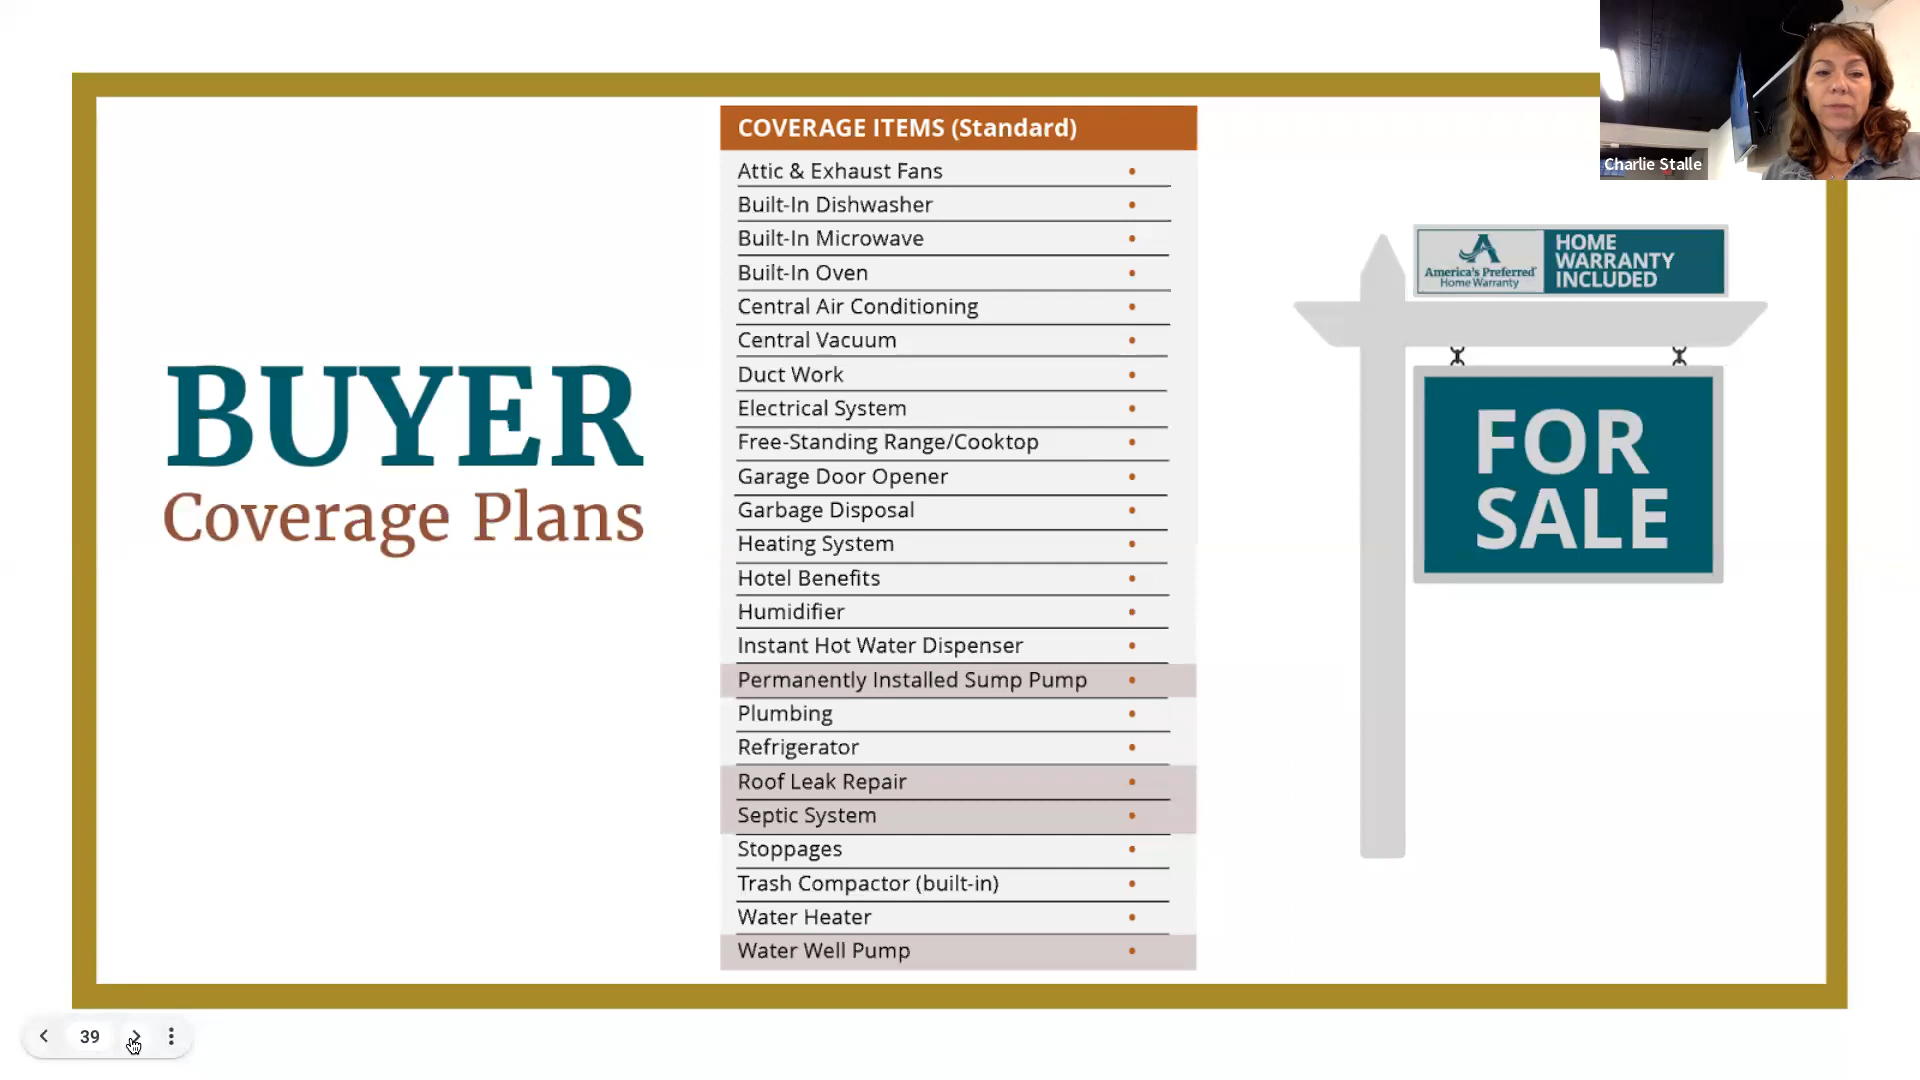 BUYER
Coverage Plans
COVERAGE ITEMS (Standard)
Attic & Exhaust Fans
Built-In Dishwasher
Built-In Microwave
Built-In Oven
Central Air Conditioning
Central Vacuum
Duct Work
Electrical System
Free-Standing Range/Cooktop
Garage Door Opener
Garbage Disposal
Heating System
Hotel Benefits
Humidifier
Instant Hot Water Dispenser
Permanently Installed Sump Pump
Plumbing
Refrigerator
Roof Leak Repair
Septic System
Stoppages
Trash Compactor (built-in)
Water Heater
Water Well Pump
America's Preferred
Home Warranty
HOME
WARRANTY
INCLUDED
FOR
SALE
Charlie Stalle
39